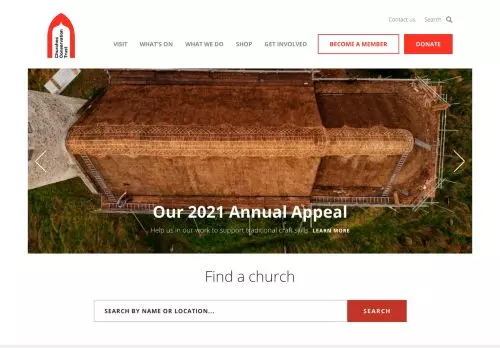 Contact us Search
Churches
Conservation
Trust
VISIT WHAT'S ON WHAT WE DO SHOP GET INVOLVED BECOME A MEMBER DONATE
Our 2021 Annual Appeal
Help us in our work to support traditional craft skills LEARN MORE
Find a church
SEARCH BY NAME OR LOCATION... SEARCH